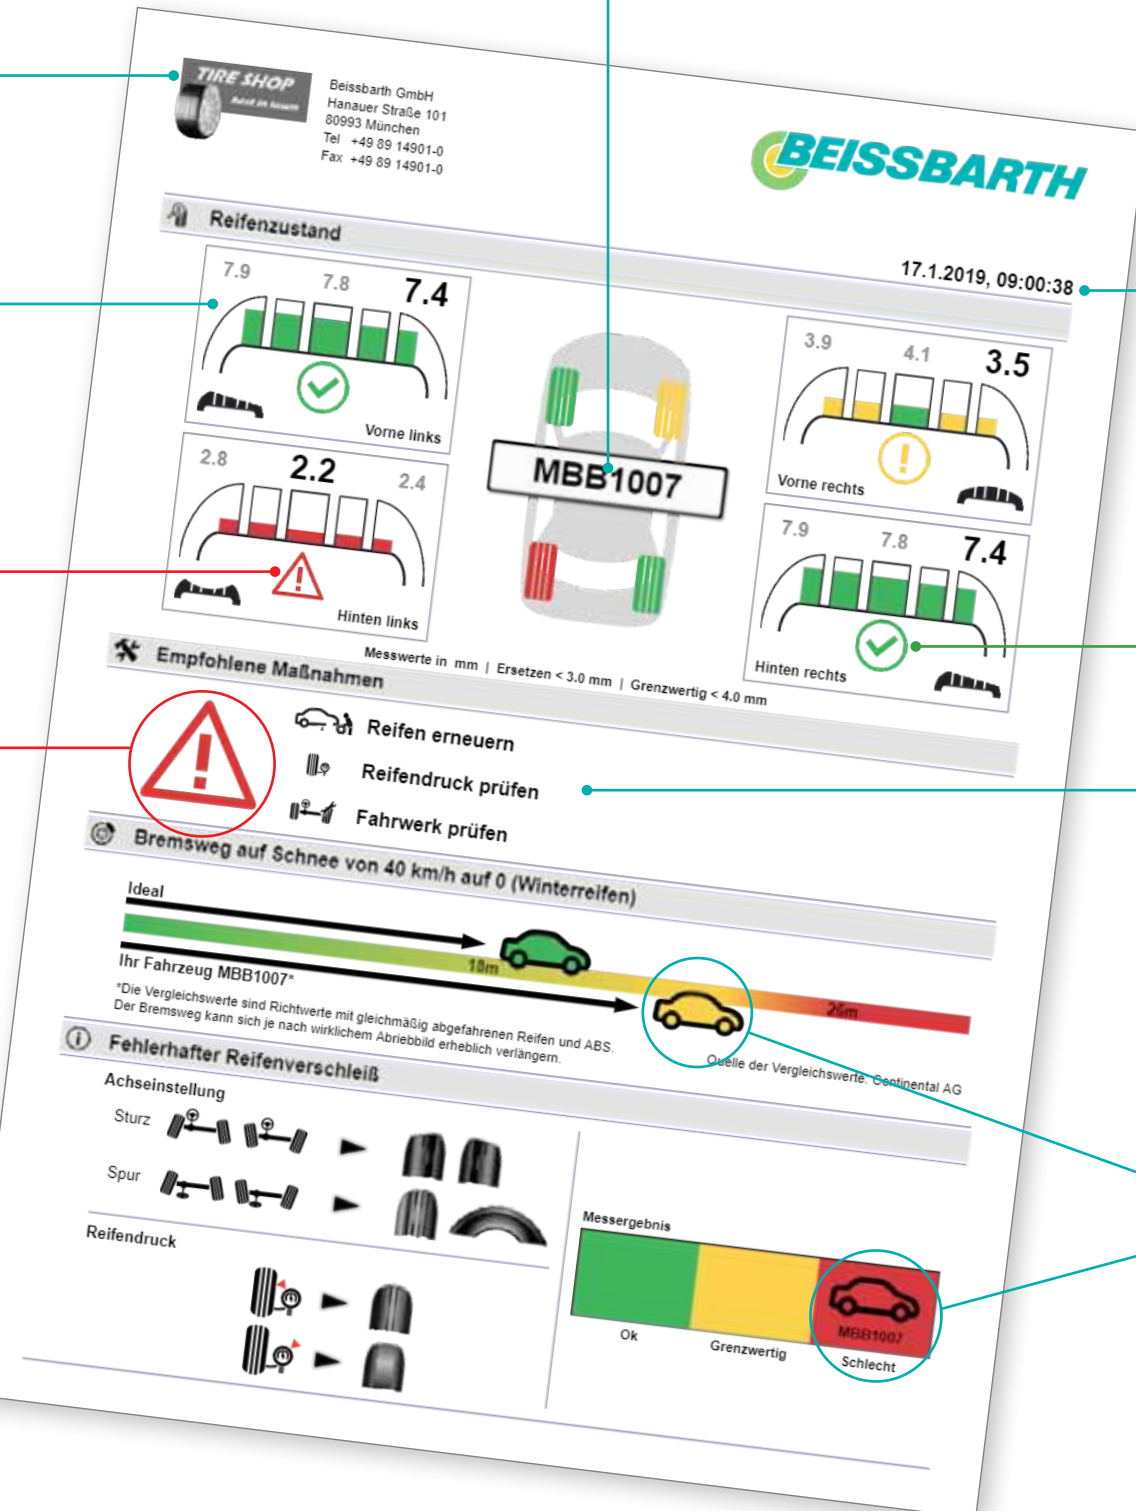 TIRE SHOP
Best in town
Beissbarth GmbH
Hanauer Straße 101
80993 München
Tel +49 89 14901-0
Fax +49 89 14901-0
BEISSBARTH
Reifenzustand
17.1.2019, 09:00:38
7.9 7.8 7.4
Vorne links
3.9 4.1 3.5
Vorne rechts
MBB1007
2.8 2.2 2.4
Hinten links
7.9 7.8 7.4
Hinten rechts
Messwerte in mm | Ersetzen < 3.0 mm | Grenzwertig < 4.0 mm
Empfohlene Maßnahmen
Reifen erneuern
Reifendruck prüfen
Fahrwerk prüfen
Bremsweg auf Schnee von 40 km/h auf 0 (Winterreifen)
Ideal
18m
26m
Ihr Fahrzeug MBB1007*
*Die Vergleichswerte sind Richtwerte mit gleichmäßig abgefahrenen Reifen und ABS.
Der Bremsweg kann sich je nach wirklichem Abriebbild erheblich verlängern.
Quelle der Vergleichswerte: Continental AG
Fehlerhafter Reifenverschleiß
Achseinstellung
Sturz
Spur
Reifendruck
Messergebnis
MBB1007
Ok
Grenzwertig
Schlecht